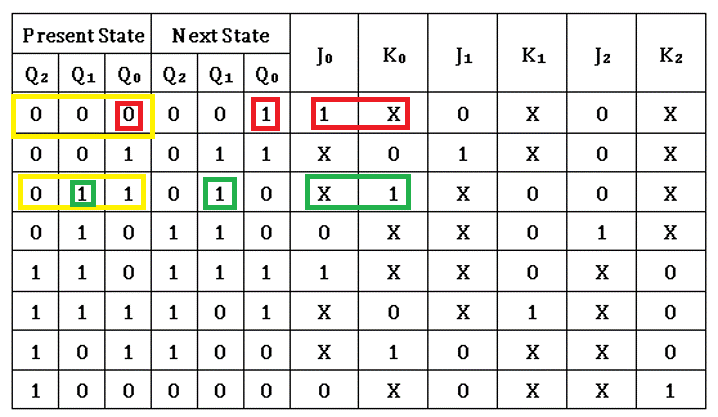 Present State Next State J₀ K₀ J₁ K₁ J₂ K₂
Q₂ Q₁ Q₀ Q₂ Q₁ Q₀
0 0 0 0 0 1 1 X 0 X 0 X
0 0 1 0 1 1 X 0 1 X 0 X
0 1 1 0 1 0 X 1 X 0 0 X
0 1 0 1 1 0 0 X X 0 1 X
1 1 0 1 1 1 1 X X 0 X 0
1 1 1 1 0 1 X 0 X 1 X 0
1 0 1 1 0 0 X 1 0 X X 0
1 0 0 0 0 0 0 X 0 X X 1